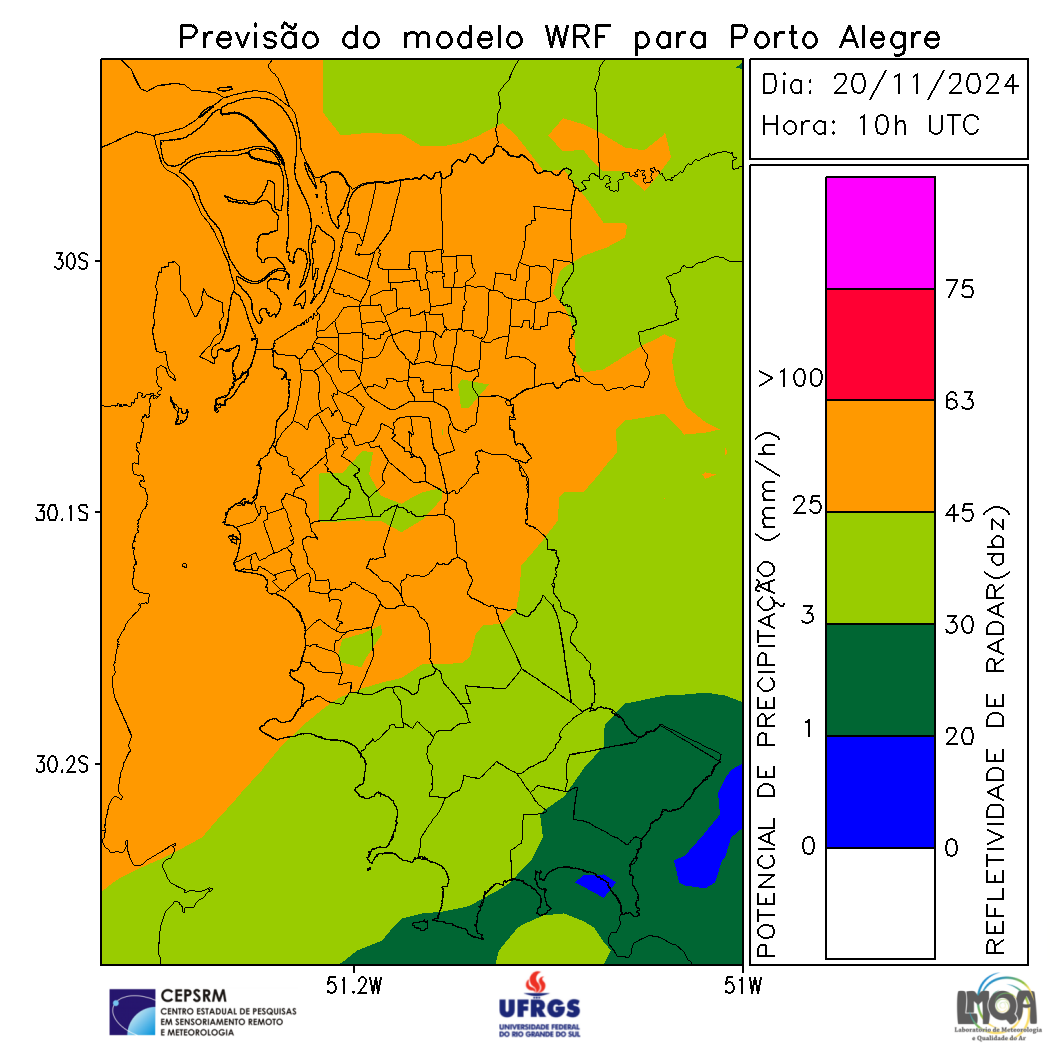 Previsão do modelo WRF para Porto Alegre
Dia: 20/11/2024
Hora: 10h UTC
30S
30.1S
30.2S
51.2W
51W
POTENCIAL DE PRECIPITAÇÃO (mm/h)
>100
25
3
1
0
75
63
45
30
20
0
REFLETIVIDADE DE RADAR(dbz)
CEPSRM
CENTRO ESTADUAL DE PESQUISAS
EM SENSORIAMENTO REMOTO
E METEOROLOGIA
UFRGS
UNIVERSIDADE FEDERAL
DO RIO GRANDE DO SUL
LMQA
Laboratório de Meteorologia
e Qualidade do Ar